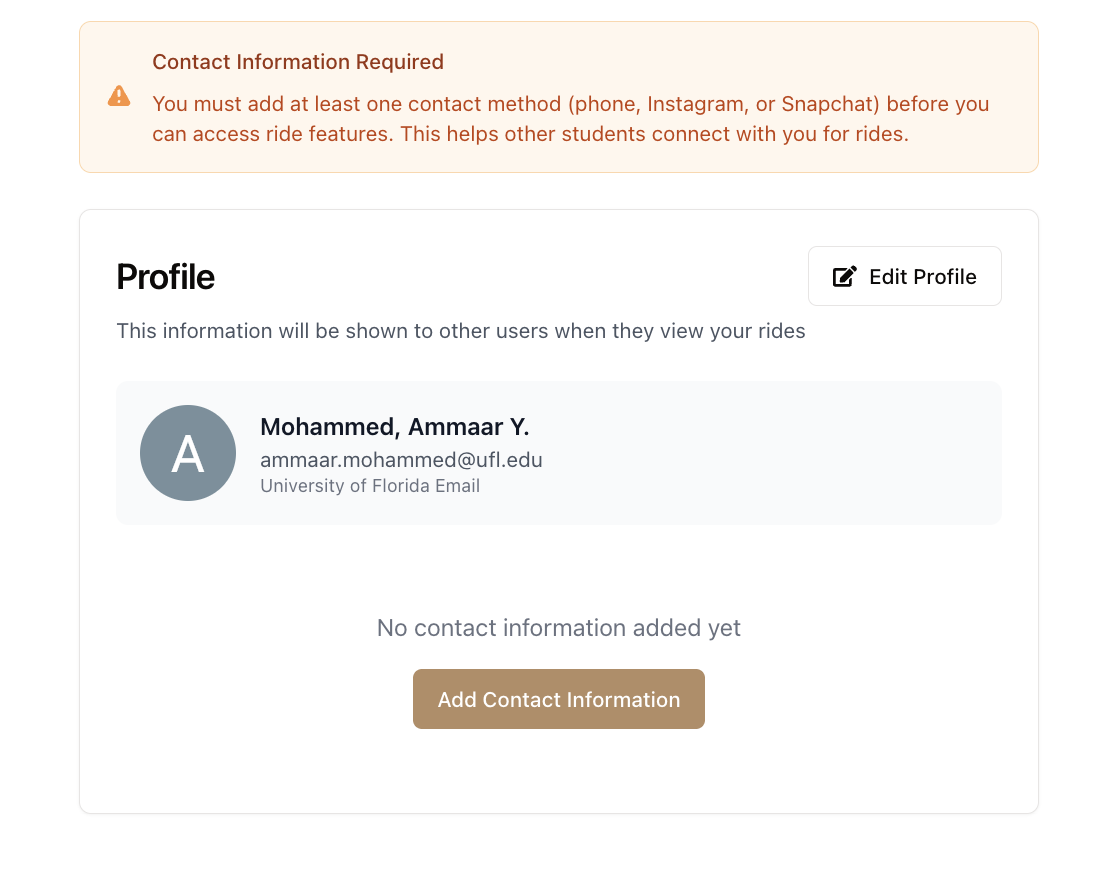 Contact Information Required
You must add at least one contact method (phone, Instagram, or Snapchat) before you
can access ride features. This helps other students connect with you for rides.
Profile
Edit Profile
This information will be shown to other users when they view your rides
A
Mohammed, Ammaar Y.
ammaar.mohammed@ufl.edu
University of Florida Email
No contact information added yet
Add Contact Information